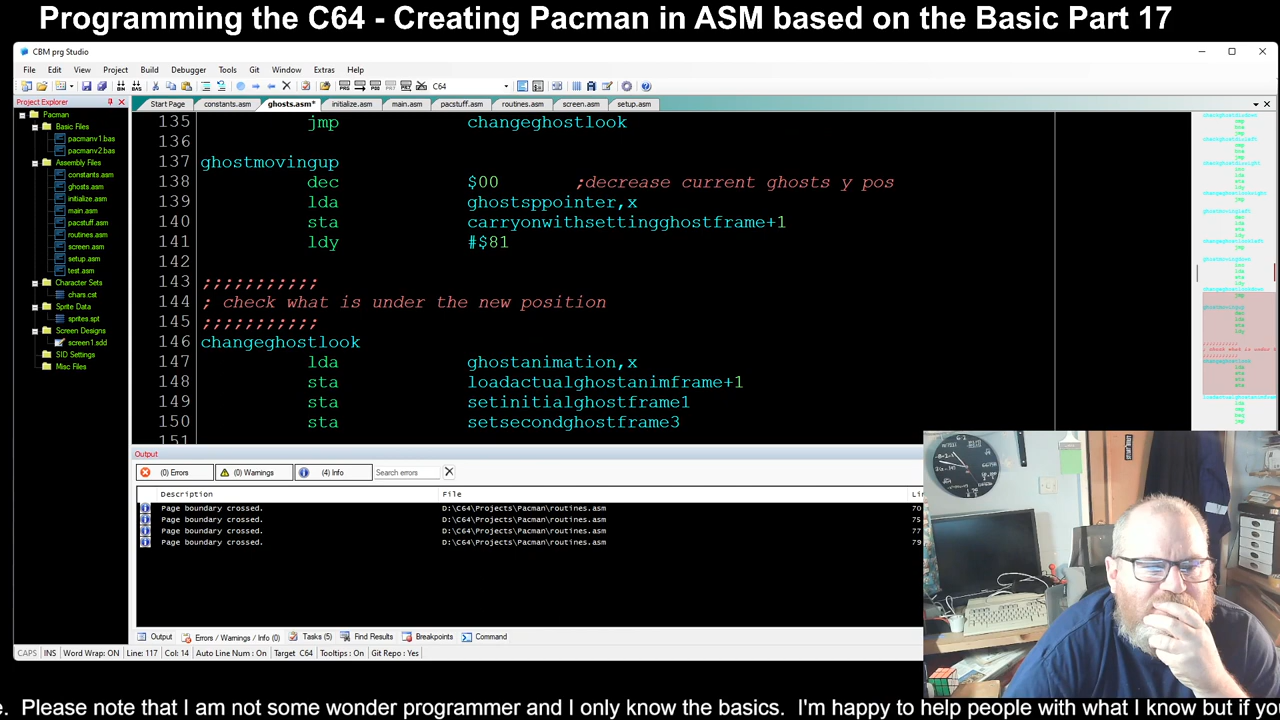 Programming the C64 - Creating Pacman in ASM based on the Basic Part 17
CBM prg Studio
File Edit View Project Build Debugger Tools Git Window Extras Help
C64
Project Explorer
Start Page constants.asm ghosts.asm* initialize.asm main.asm pacstuff.asm routines.asm screen.asm setup.asm
Pacman
Basic Files
pacmanv1.bas
pacmanv2.bas
Assembly Files
constants.asm
ghosts.asm
initialize.asm
main.asm
pacstuff.asm
routines.asm
screen.asm
setup.asm
test.asm
Character Sets
chars.cst
Sprite Data
sprites.spt
Screen Designs
screen1.sdd
SID Settings
Misc Files
135 jmp changeghostlook
136
137 ghostmovingup
138 dec $00 ;decrease current ghosts y pos
139 lda ghostsppointer,x
140 sta carryonwithsettingghostframe+1
141 ldy #$81
142
143 ;;;;;;;;;;;
144 ; check what is under the new position
145 ;;;;;;;;;;;
146 changeghostlook
147 lda ghostanimation,x
148 sta loadactualghostanimframe+1
149 sta setinitialghostframe1
150 sta setsecondghostframe3
151
Output
(0) Errors (0) Warnings (4) Info Search errors
Description File Lin
Page boundary crossed. D:\C64\Projects\Pacman\routines.asm 70
Page boundary crossed. D:\C64\Projects\Pacman\routines.asm 75
Page boundary crossed. D:\C64\Projects\Pacman\routines.asm 77
Page boundary crossed. D:\C64\Projects\Pacman\routines.asm 79
Output Errors / Warnings / Info (0) Tasks (5) Find Results Breakpoints Command
CAPS INS Word Wrap: ON Line: 117 Col: 14 Auto Line Num : On Target C64 Tooltips : On Git Repo : Yes
e. Please note that I am not some wonder programmer and I only know the basics. I'm happy to help people with what I know but if you